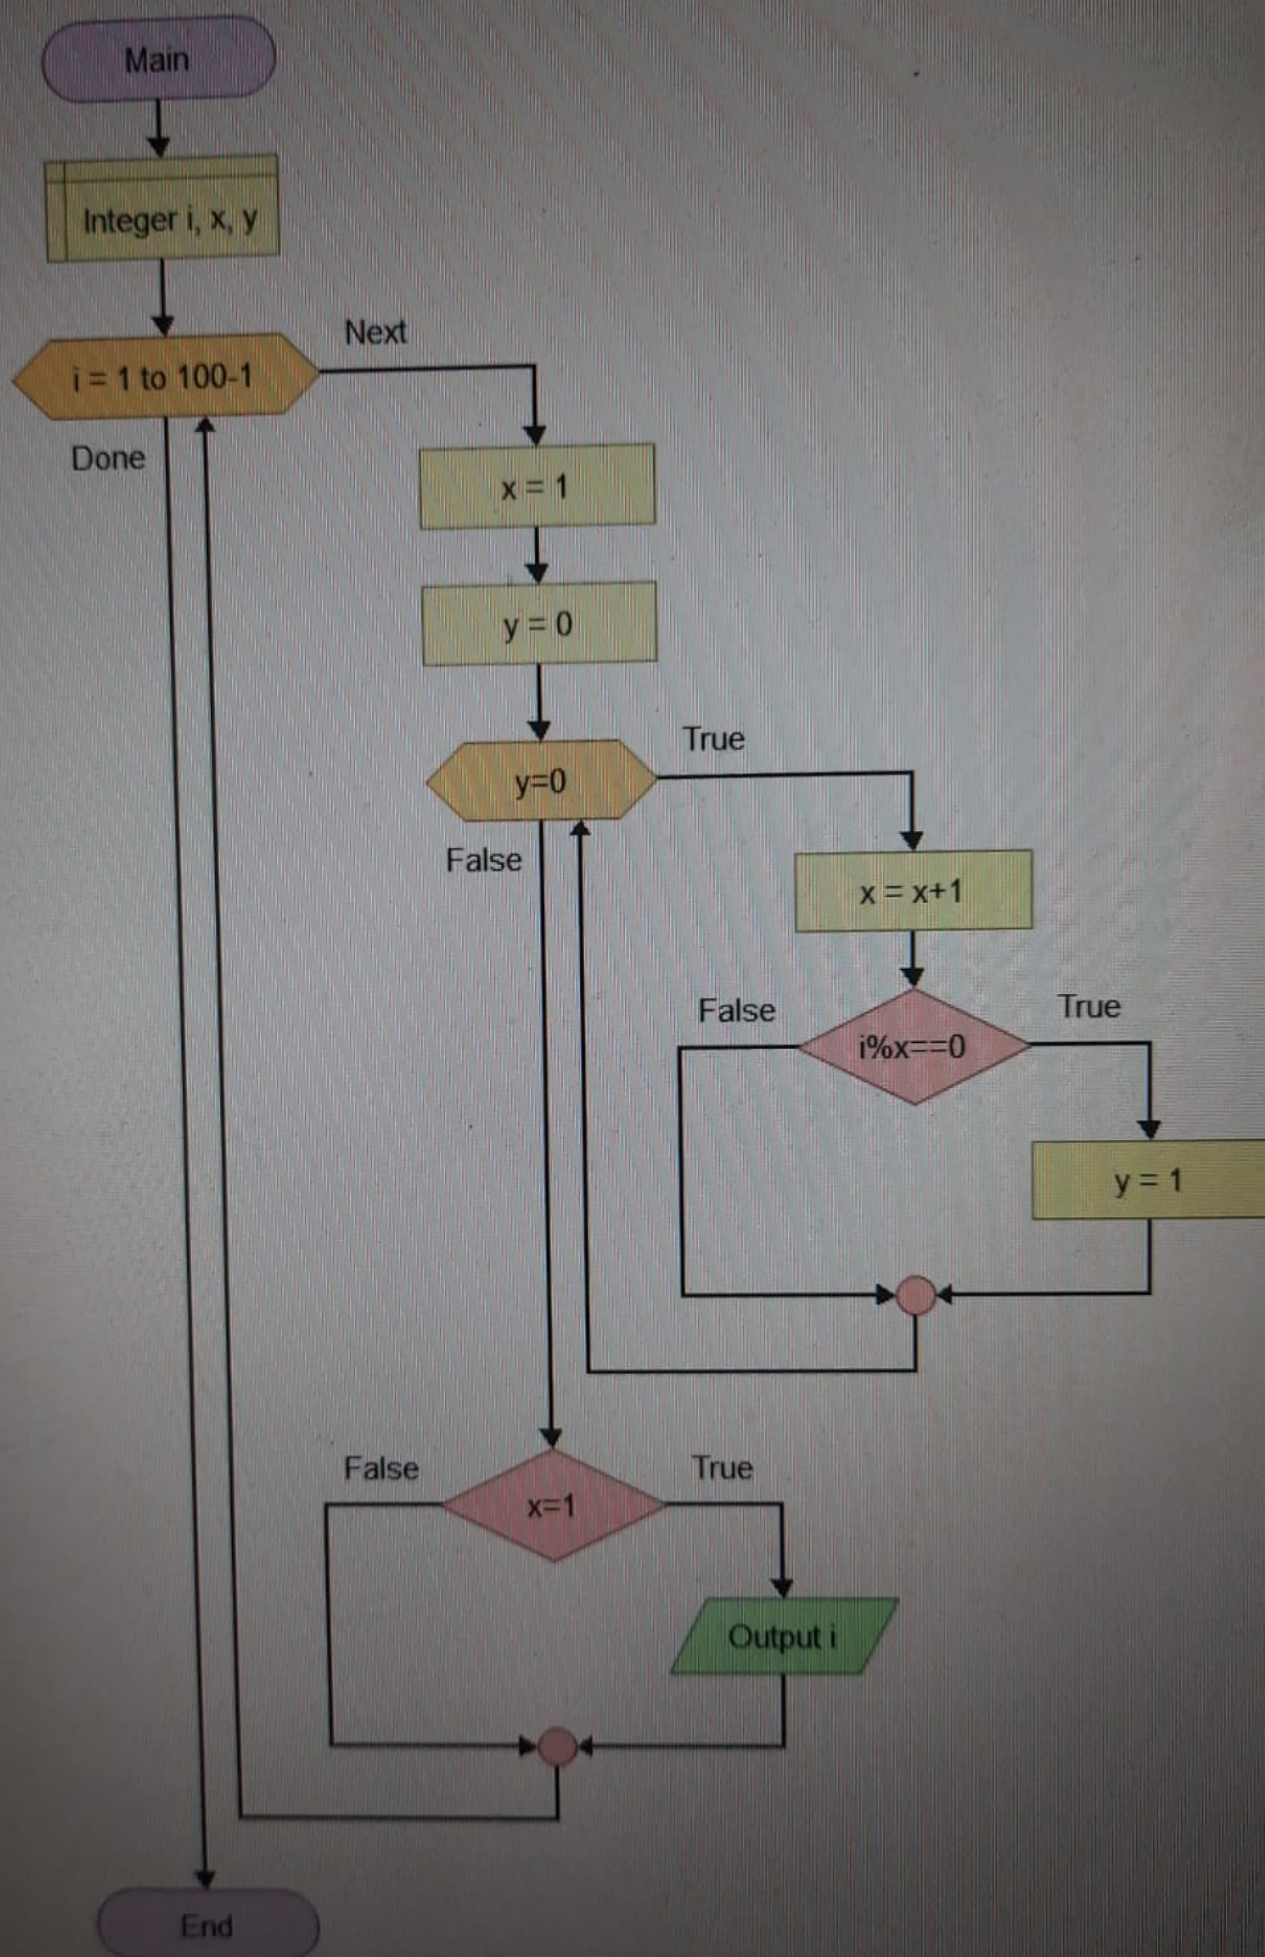 Main
Integer i, x, y
i = 1 to 100-1
Next
Done
x = 1
y = 0
y=0
True
False
x = x+1
i%x==0
False
True
y = 1
x=1
False
True
Output i
End